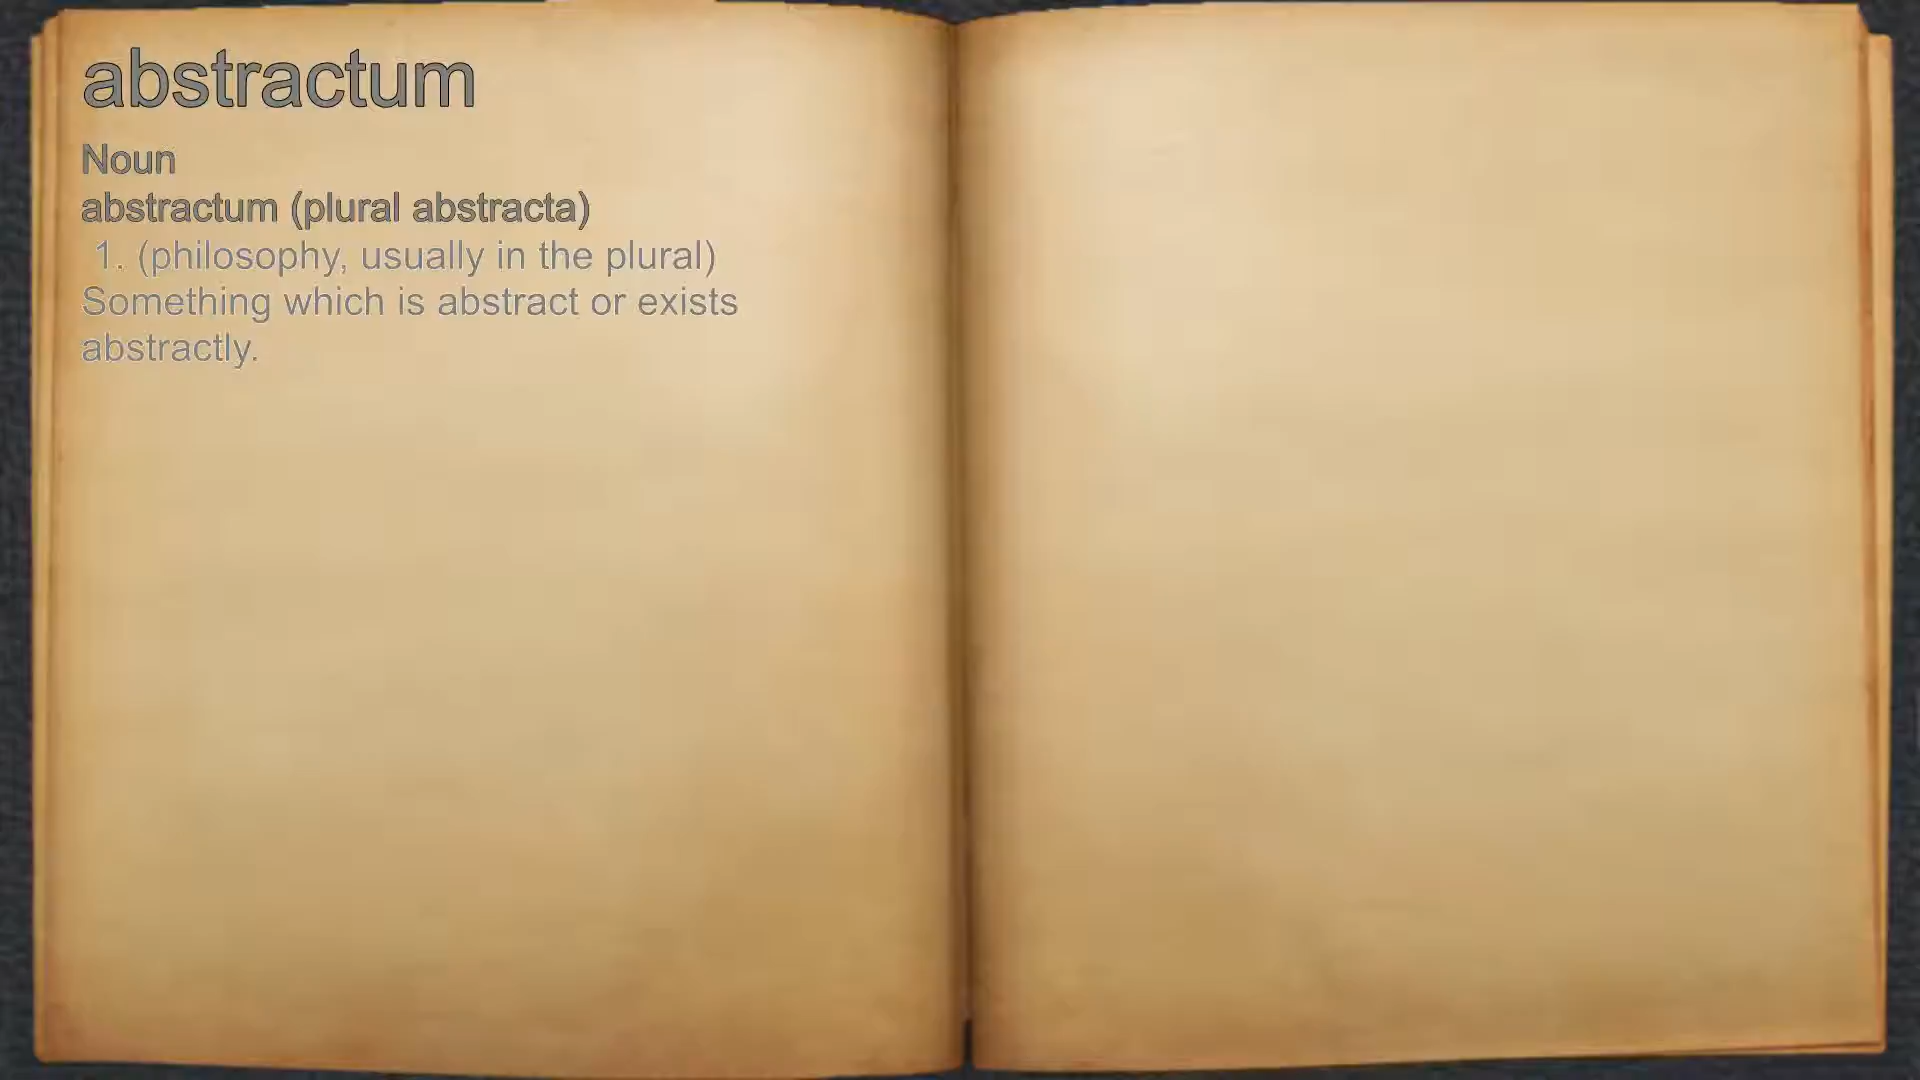 abstractum
Noun
abstractum (plural abstracta)
1. (philosophy, usually in the plural)
Something which is abstract or exists
abstractly.